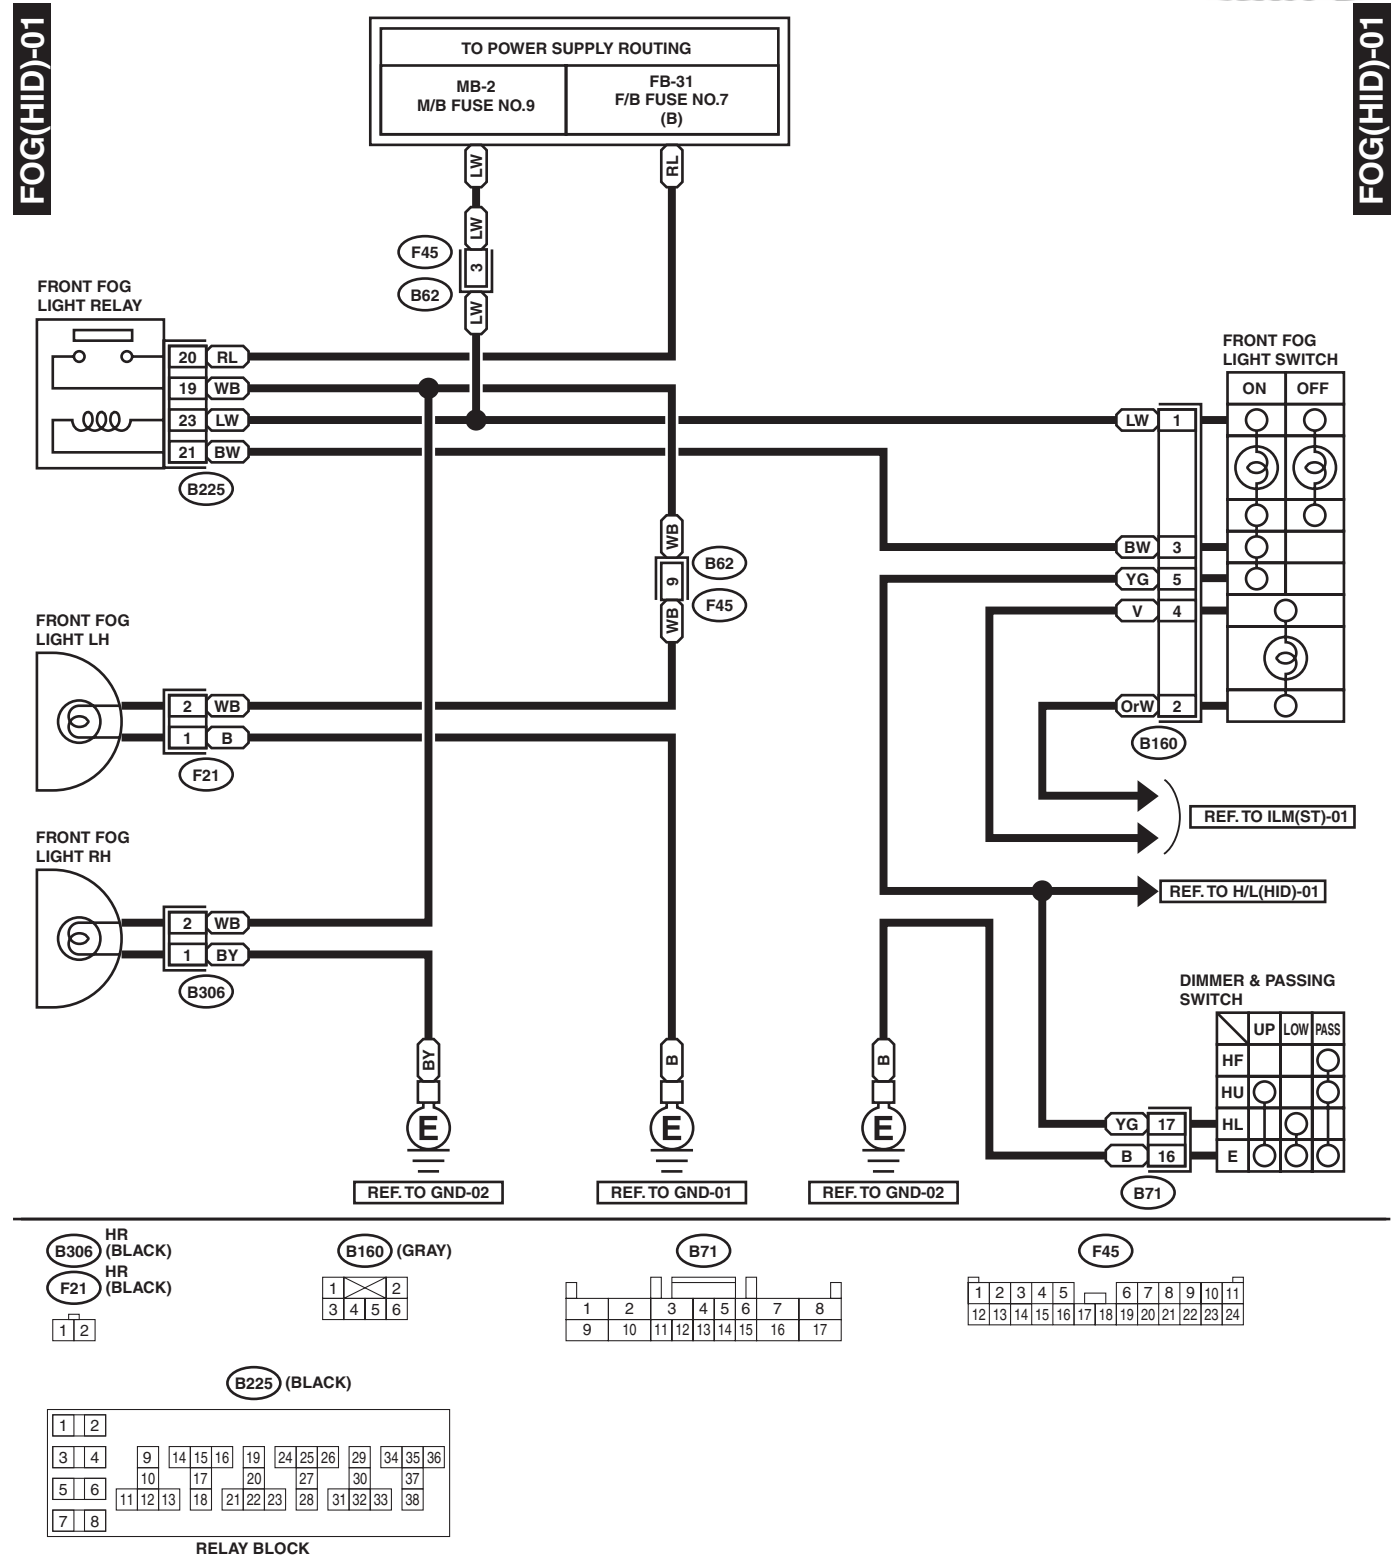 FOG(HID)-01
FOG(HID)-01
TO POWER SUPPLY ROUTING
MB-2
M/B FUSE NO.9
FB-31
F/B FUSE NO.7
(B)
LW
RL
LW
F45
3
B62
LW
FRONT FOG
LIGHT RELAY
20 RL
19 WB
23 LW
21 BW
B225
FRONT FOG
LIGHT SWITCH
ON OFF
LW 1
BW 3
YG 5
V 4
OrW 2
B160
WB
B62
9
F45
WB
FRONT FOG
LIGHT LH
2 WB
1 B
F21
REF. TO ILM(ST)-01
FRONT FOG
LIGHT RH
2 WB
1 BY
B306
REF. TO H/L(HID)-01
DIMMER & PASSING
SWITCH
UP LOW PASS
HF
HU
YG 17 HL
B 16 E
B71
BY
B
B
E
E
E
REF. TO GND-02
REF. TO GND-01
REF. TO GND-02
B306 HR
(BLACK)
F21 HR
(BLACK)
1 2
B160 (GRAY)
1 2
3 4 5 6
B71
1 2 3 4 5 6 7 8
9 10 11 12 13 14 15 16 17
F45
1 2 3 4 5 6 7 8 9 10 11
12 13 14 15 16 17 18 19 20 21 22 23 24
B225 (BLACK)
1 2
3 4 9 14 15 16 19 24 25 26 29 34 35 36
10 17 20 27 30 37
5 6 11 12 13 18 21 22 23 28 31 32 33 38
7 8
RELAY BLOCK